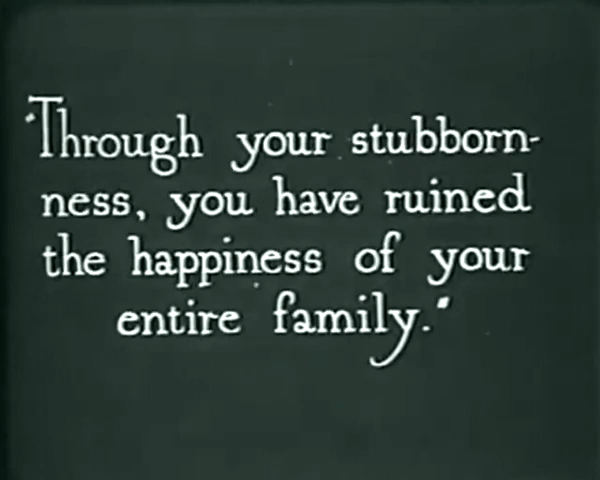 "Through your stubborn-
ness, you have ruined
the happiness of your
entire family."